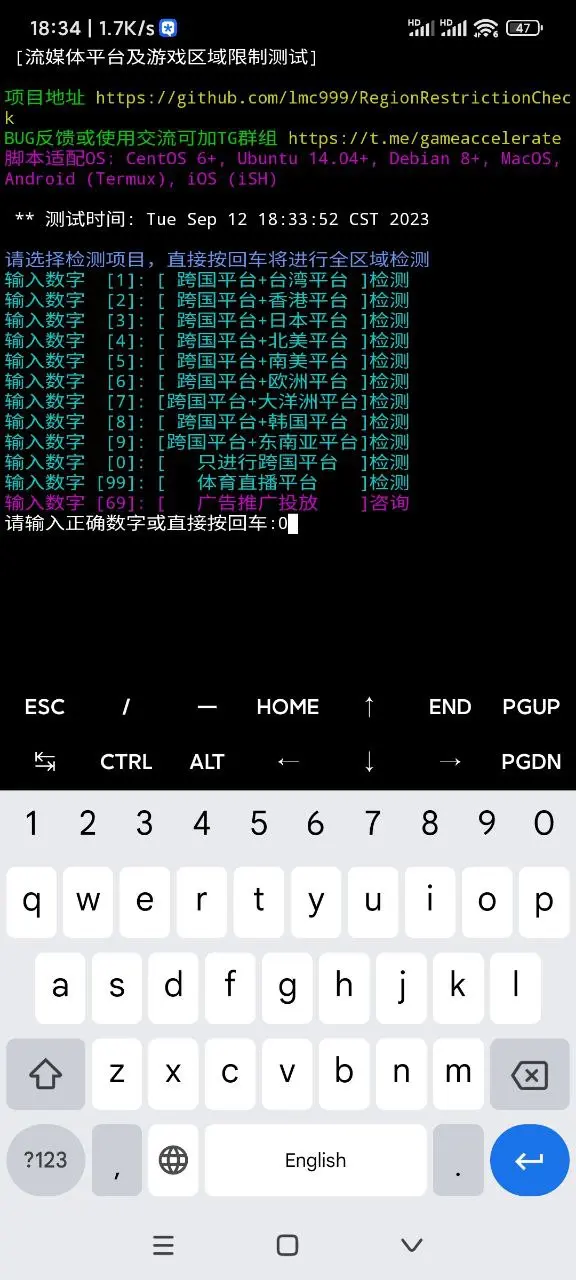 18:34 | 1.7K/s
HD HD 6 47
[流媒体平台及游戏区域限制测试]
项目地址 https://github.com/lmc999/RegionRestrictionChec
k
BUG反馈或使用交流可加TG群组 https://t.me/gameaccelerate
脚本适配OS: CentOS 6+, Ubuntu 14.04+, Debian 8+, MacOS,
Android (Termux), iOS (iSH)
** 测试时间: Tue Sep 12 18:33:52 CST 2023
请选择检测项目，直接按回车将进行全区域检测
输入数字 [1]: [ 跨国平台+台湾平台 ]检测
输入数字 [2]: [ 跨国平台+香港平台 ]检测
输入数字 [3]: [ 跨国平台+日本平台 ]检测
输入数字 [4]: [ 跨国平台+北美平台 ]检测
输入数字 [5]: [ 跨国平台+南美平台 ]检测
输入数字 [6]: [ 跨国平台+欧洲平台 ]检测
输入数字 [7]: [跨国平台+大洋洲平台]检测
输入数字 [8]: [ 跨国平台+韩国平台 ]检测
输入数字 [9]: [跨国平台+东南亚平台]检测
输入数字 [0]: [ 只进行跨国平台 ]检测
输入数字 [99]: [ 体育直播平台 ]检测
输入数字 [69]: [ 广告推广投放 ]咨询
请输入正确数字或直接按回车:0
ESC / — HOME ↑ END PGUP
↹ CTRL ALT ← ↓ → PGDN
1 2 3 4 5 6 7 8 9 0
q w e r t y u i o p
a s d f g h j k l
z x c v b n m
?123 , English .